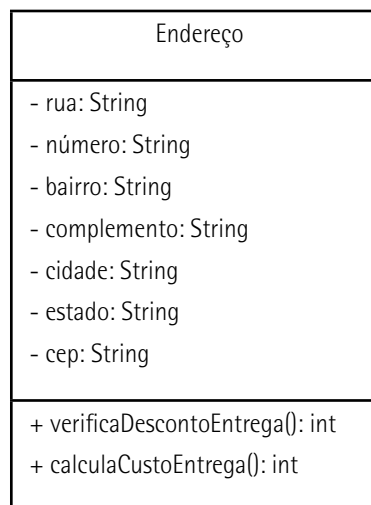 Endereço
- rua: String
- número: String
- bairro: String
- complemento: String
- cidade: String
- estado: String
- cep: String
+ verificaDescontoEntrega(): int
+ calculaCustoEntrega(): int